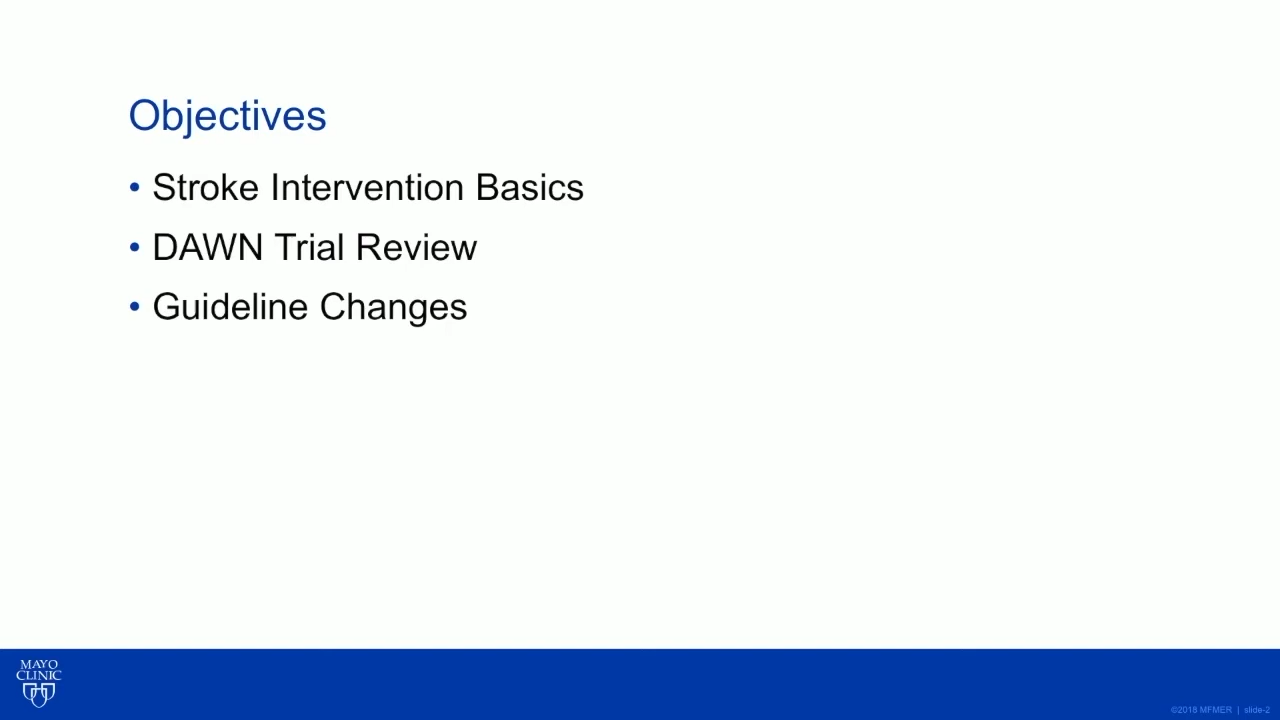 Objectives
• Stroke Intervention Basics
• DAWN Trial Review
• Guideline Changes
MAYO
CLINIC
©2018 MFMER | slide-2